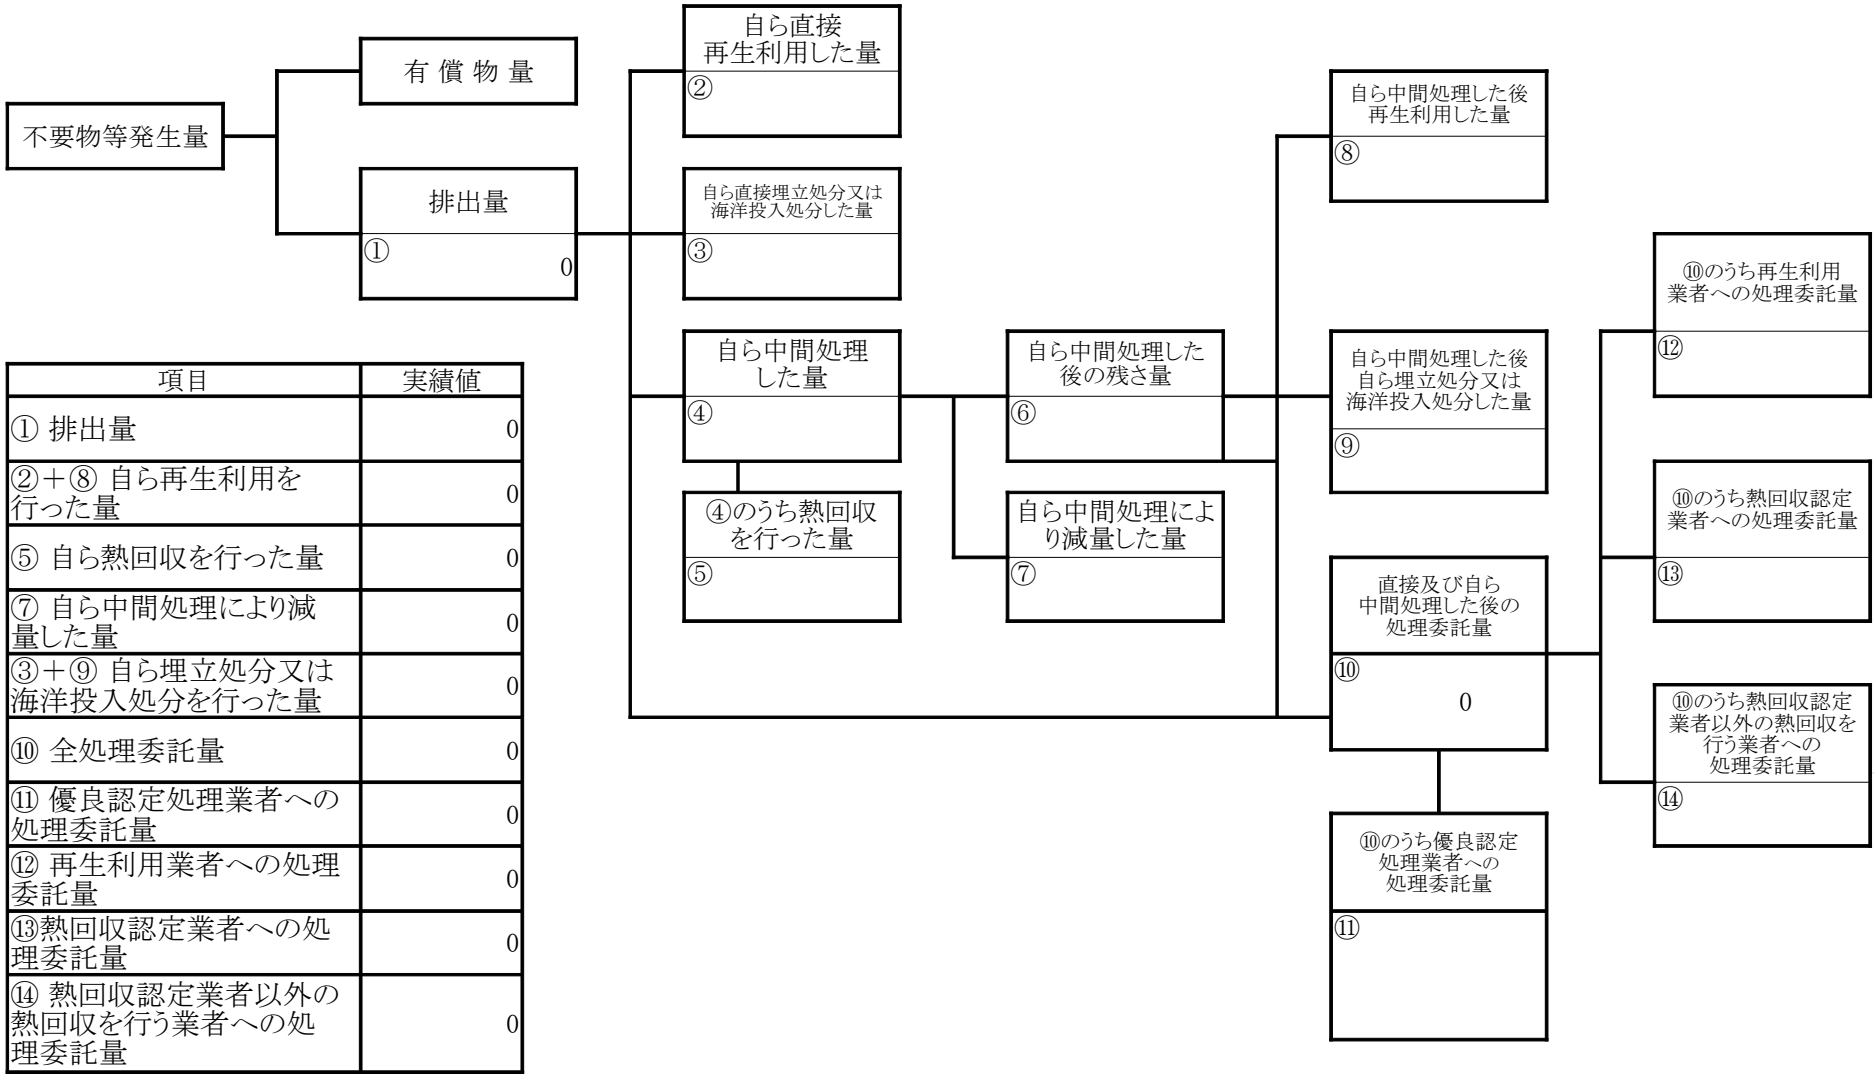 不要物等発生量
有 償 物 量
排出量
①
0
自ら直接
再生利用した量
②
自ら直接埋立処分又は
海洋投入処分した量
③
自ら中間処理
した量
④
④のうち熱回収
を行った量
⑤
自ら中間処理した
後の残さ量
⑥
自ら中間処理によ
り減量した量
⑦
自ら中間処理した後
再生利用した量
⑧
自ら中間処理した後
自ら埋立処分又は
海洋投入処分した量
⑨
直接及び自ら
中間処理した後の
処理委託量
⑩
0
⑩のうち優良認定
処理業者への
処理委託量
⑪
⑩のうち再生利用
業者への処理委託量
⑫
⑩のうち熱回収認定
業者への処理委託量
⑬
⑩のうち熱回収認定
業者以外の熱回収を
行う業者への
処理委託量
⑭
項目 実績値
① 排出量 0
②＋⑧ 自ら再生利用を
行った量 0
⑤ 自ら熱回収を行った量 0
⑦ 自ら中間処理により減
量した量 0
③＋⑨ 自ら埋立処分又は
海洋投入処分を行った量 0
⑩ 全処理委託量 0
⑪ 優良認定処理業者への
処理委託量 0
⑫ 再生利用業者への処理
委託量 0
⑬熱回収認定業者への処
理委託量 0
⑭ 熱回収認定業者以外の
熱回収を行う業者への処
理委託量 0